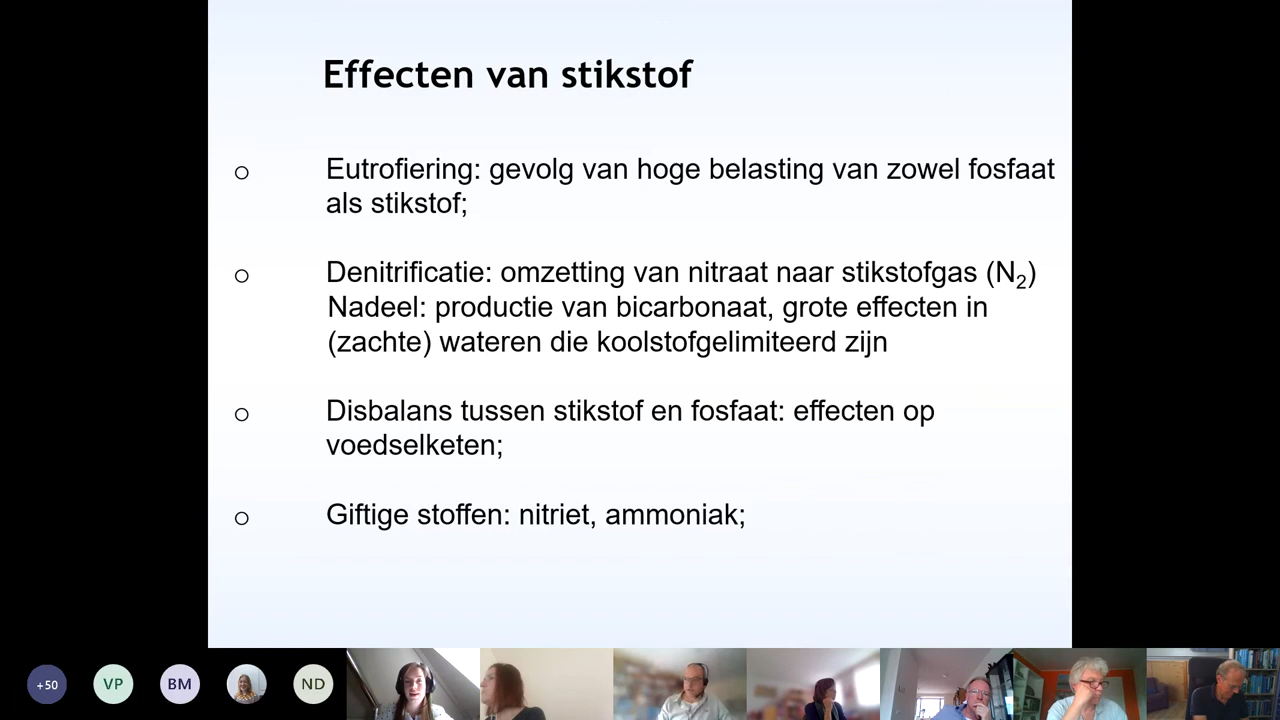 Effecten van stikstof
○ Eutrofiering: gevolg van hoge belasting van zowel fosfaat
als stikstof;
○ Denitrificatie: omzetting van nitraat naar stikstofgas (N₂)
Nadeel: productie van bicarbonaat, grote effecten in
(zachte) wateren die koolstofgelimiteerd zijn
○ Disbalans tussen stikstof en fosfaat: effecten op
voedselketen;
○ Giftige stoffen: nitriet, ammoniak;
+50 VP BM ND